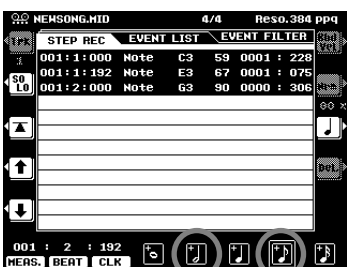 NEWSONG.MID 4/4 Reso.384 ppq
STEP REC EVENT LIST EVENT FILTER
001:1:000 Note C3 59 0001 : 228
001:1:192 Note E3 67 0001 : 075
001:2:000 Note G3 90 0000 : 306
SO
LO
Del.
001 : 2 : 192
MEAS. BEAT CLK